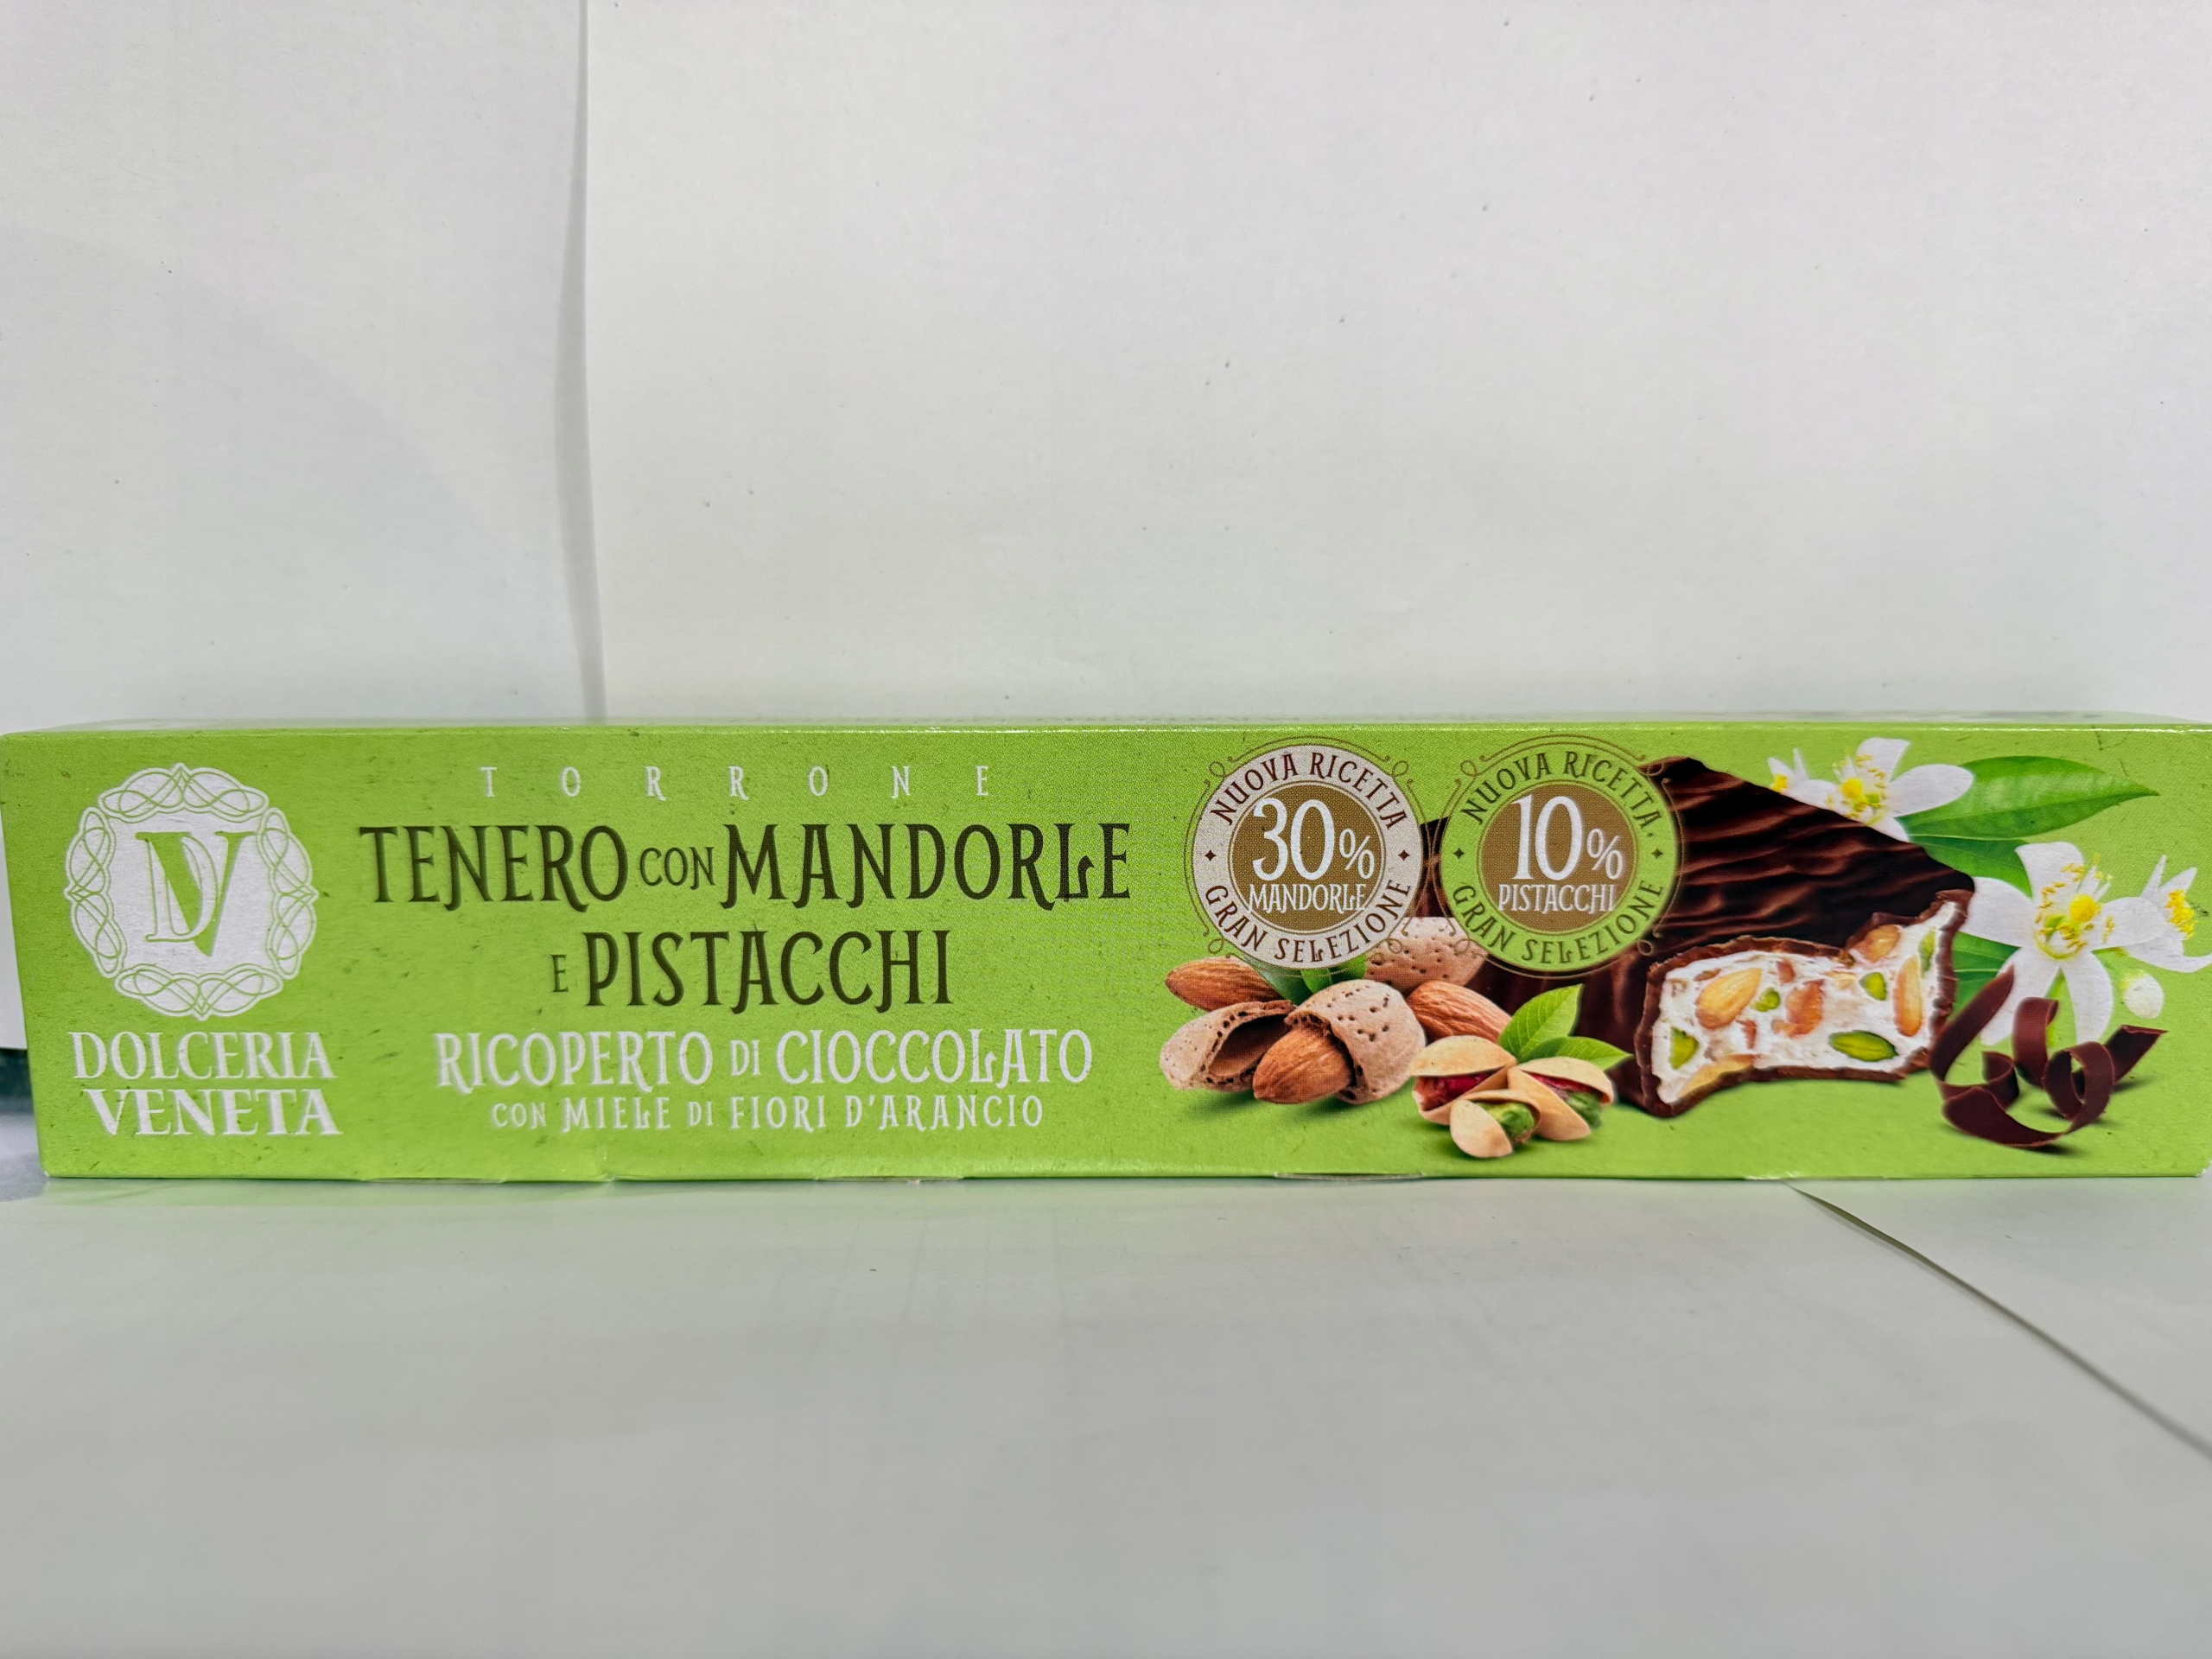 DV
DOLCERIA
VENETA
TORRONE
TENERO CON MANDORLE
E PISTACCHI
RICOPERTO DI CIOCCOLATO
CON MIELE DI FIORI D'ARANCIO
NUOVA RICETTA
30%
MANDORLE
GRAN SELEZIONE
NUOVA RICETTA
10%
PISTACCHI
GRAN SELEZIONE